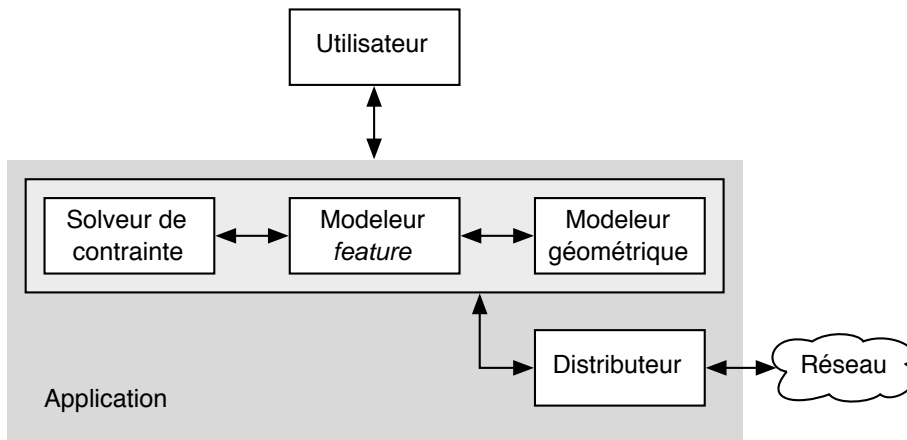 Utilisateur
Solveur de
contrainte
Modeleur
feature
Modeleur
géométrique
Distributeur
Réseau
Application